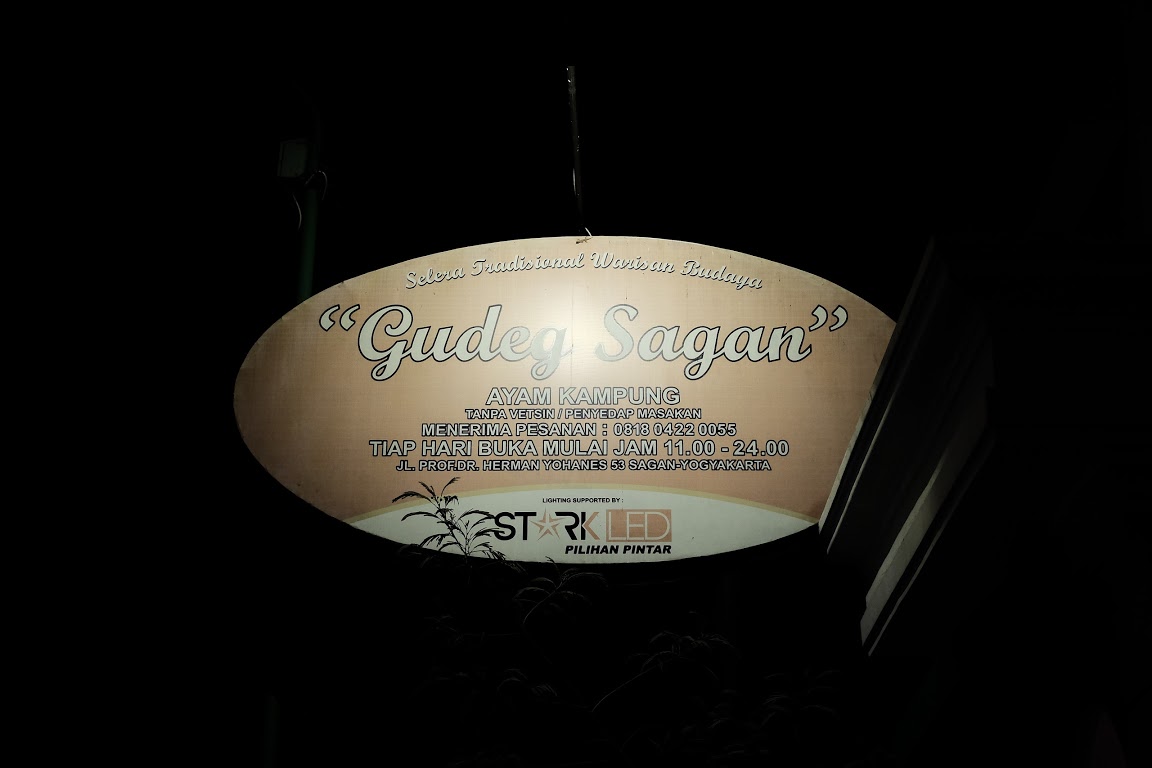 Selera Tradisional Warisan Budaya
“Gudeg Sagan”
AYAM KAMPUNG
TANPA VETSIN / PENYEDAP MASAKAN
MENERIMA PESANAN : 0818 0422 0055
TIAP HARI BUKA MULAI JAM 11.00 - 24.00
JL. PROF.DR. HERMAN YOHANES 53 SAGAN-YOGYAKARTA
LIGHTING SUPPORTED BY :
STARK LED
PILIHAN PINTAR